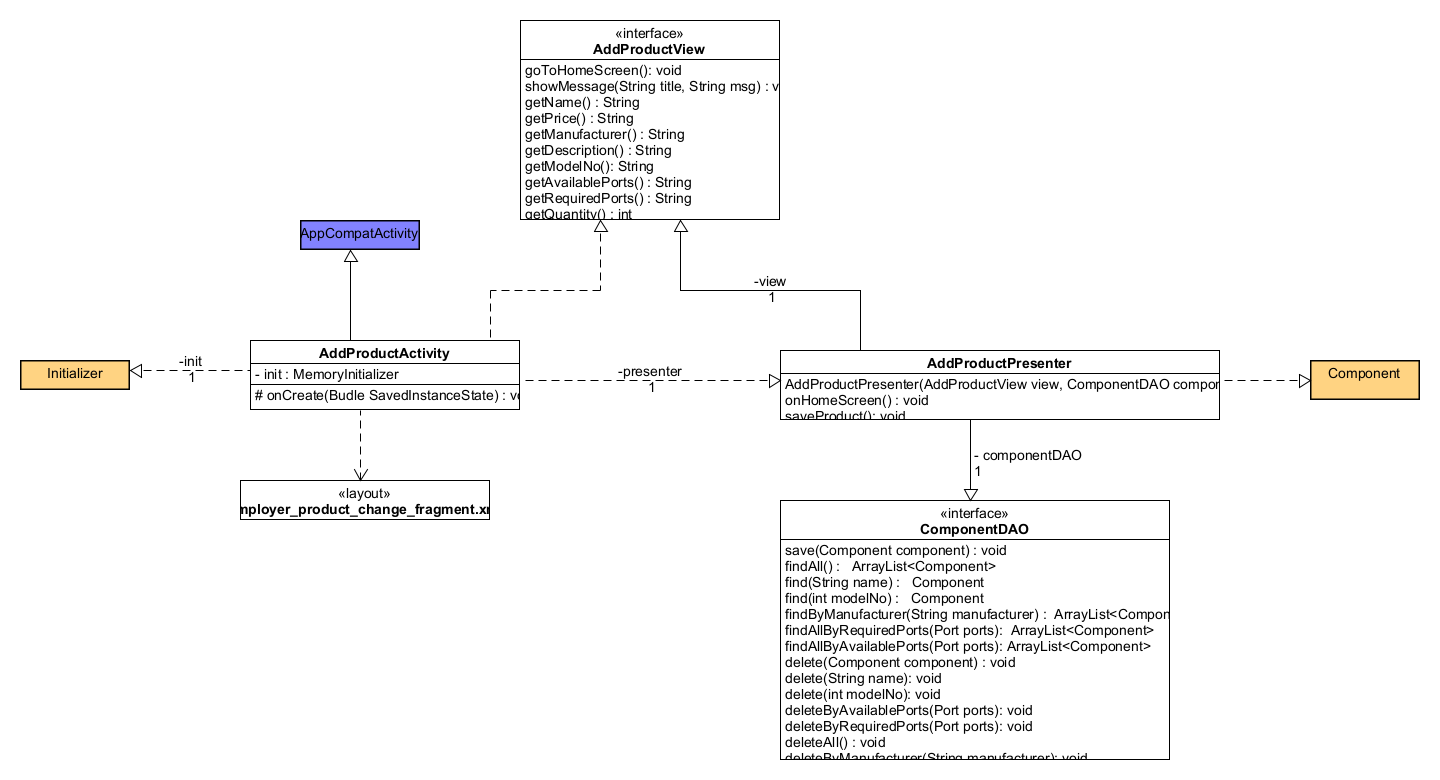 «interface»
AddProductView
goToHomeScreen(): void
showMessage(String title, String msg) : v
getName() : String
getPrice() : String
getManufacturer() : String
getDescription() : String
getModelNo(): String
getAvailablePorts() : String
getRequiredPorts() : String
getQuantity() : int
AppCompatActivity
-view
1
AddProductActivity
- init : MemoryInitializer
# onCreate(Budle SavedInstanceState) : vo
-init
1
Initializer
-presenter
1
AddProductPresenter
AddProductPresenter(AddProductView view, ComponentDAO compor
onHomeScreen() : void
saveProduct(): void
Component
- componentDAO
1
«layout»
mployer_product_change_fragment.xn
«interface»
ComponentDAO
save(Component component) : void
findAll() : ArrayList<Component>
find(String name) : Component
find(int modelNo) : Component
findByManufacturer(String manufacturer) : ArrayList<Compon
findAllByRequiredPorts(Port ports): ArrayList<Component>
findAllByAvailablePorts(Port ports): ArrayList<Component>
delete(Component component) : void
delete(String name): void
delete(int modelNo): void
deleteByAvailablePorts(Port ports): void
deleteByRequiredPorts(Port ports): void
deleteAll() : void
deleteByManufacturer(String manufacturer): void